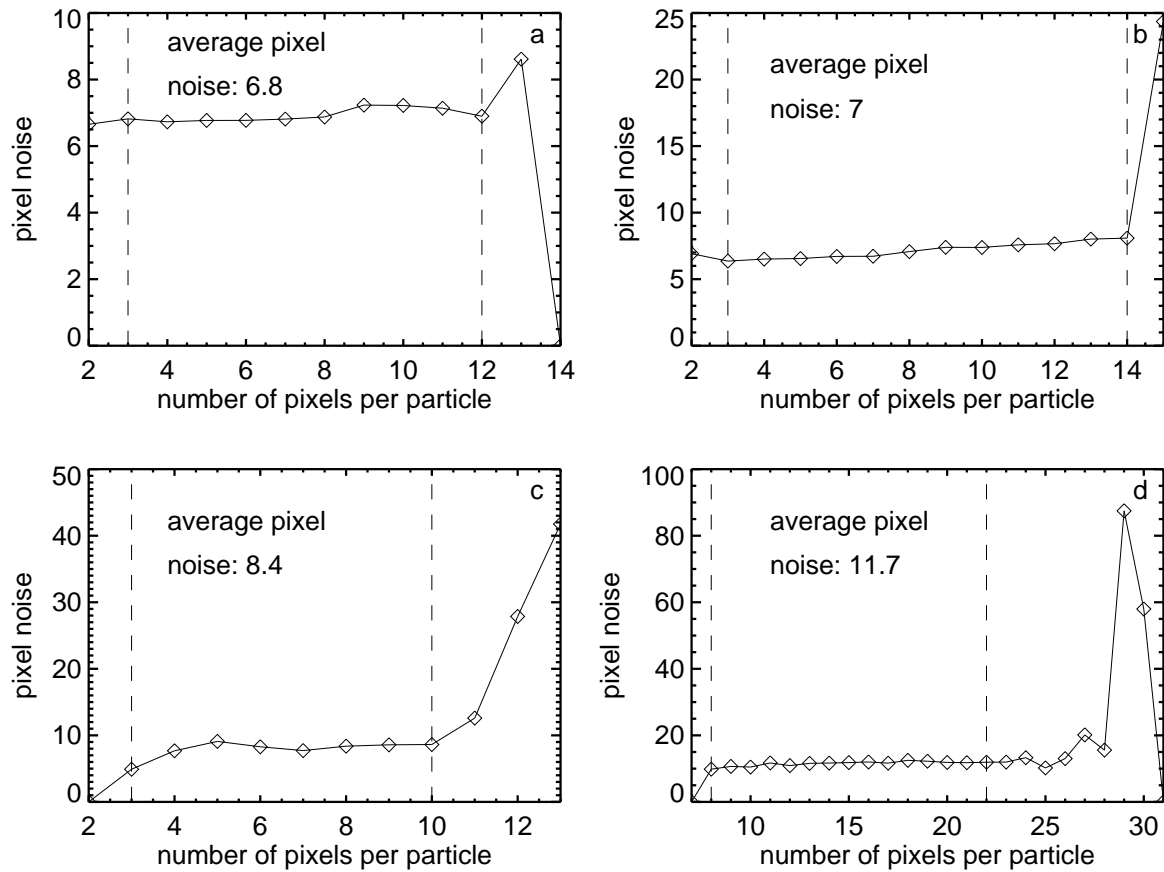 a
average pixel
noise: 6.8
pixel noise
10
8
6
4
2
0
2 4 6 8 10 12 14
number of pixels per particle
b
average pixel
noise: 7
pixel noise
25
20
15
10
5
0
2 4 6 8 10 12 14
number of pixels per particle
c
average pixel
noise: 8.4
pixel noise
50
40
30
20
10
0
2 4 6 8 10 12
number of pixels per particle
d
average pixel
noise: 11.7
pixel noise
100
80
60
40
20
0
10 15 20 25 30
number of pixels per particle